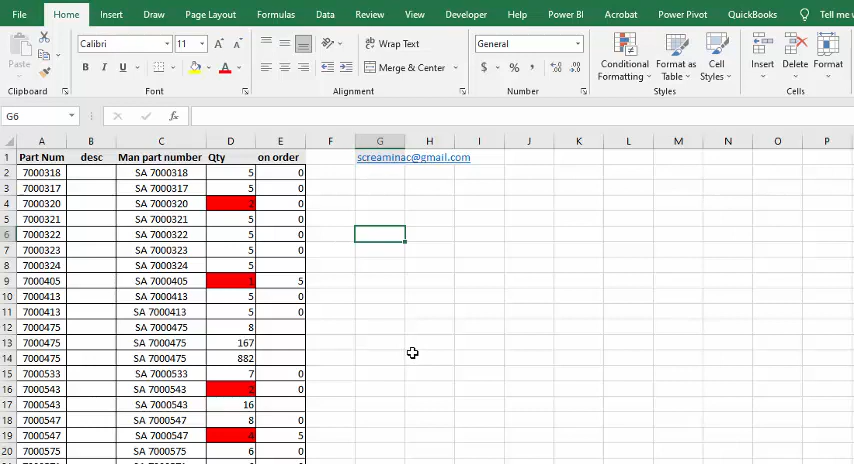 File Home Insert Draw Page Layout Formulas Data Review View Developer Help Power BI Acrobat Power Pivot QuickBooks Tell me
Paste Calibri 11 A A Wrap Text General Conditional Format as Cell Insert Delete Format
B I U A Merge & Center $ % Formatting Table Styles
Clipboard Font Alignment Number Styles Cells
G6 fx
A B C D E F G H I J K L M N O P
1 Part Num desc Man part number Qty on order screaminac@gmail.com
2 7000318 SA 7000318 5 0
3 7000317 SA 7000317 5 0
4 7000320 SA 7000320 2 0
5 7000321 SA 7000321 5 0
6 7000322 SA 7000322 5 0
7 7000323 SA 7000323 5 0
8 7000324 SA 7000324 5
9 7000405 SA 7000405 1 5
10 7000413 SA 7000413 5 0
11 7000413 SA 7000413 5 0
12 7000475 SA 7000475 8
13 7000475 SA 7000475 167
14 7000475 SA 7000475 882
15 7000533 SA 7000533 7 0
16 7000543 SA 7000543 2 0
17 7000543 SA 7000543 16
18 7000547 SA 7000547 8 0
19 7000547 SA 7000547 4 5
20 7000575 SA 7000575 6 0